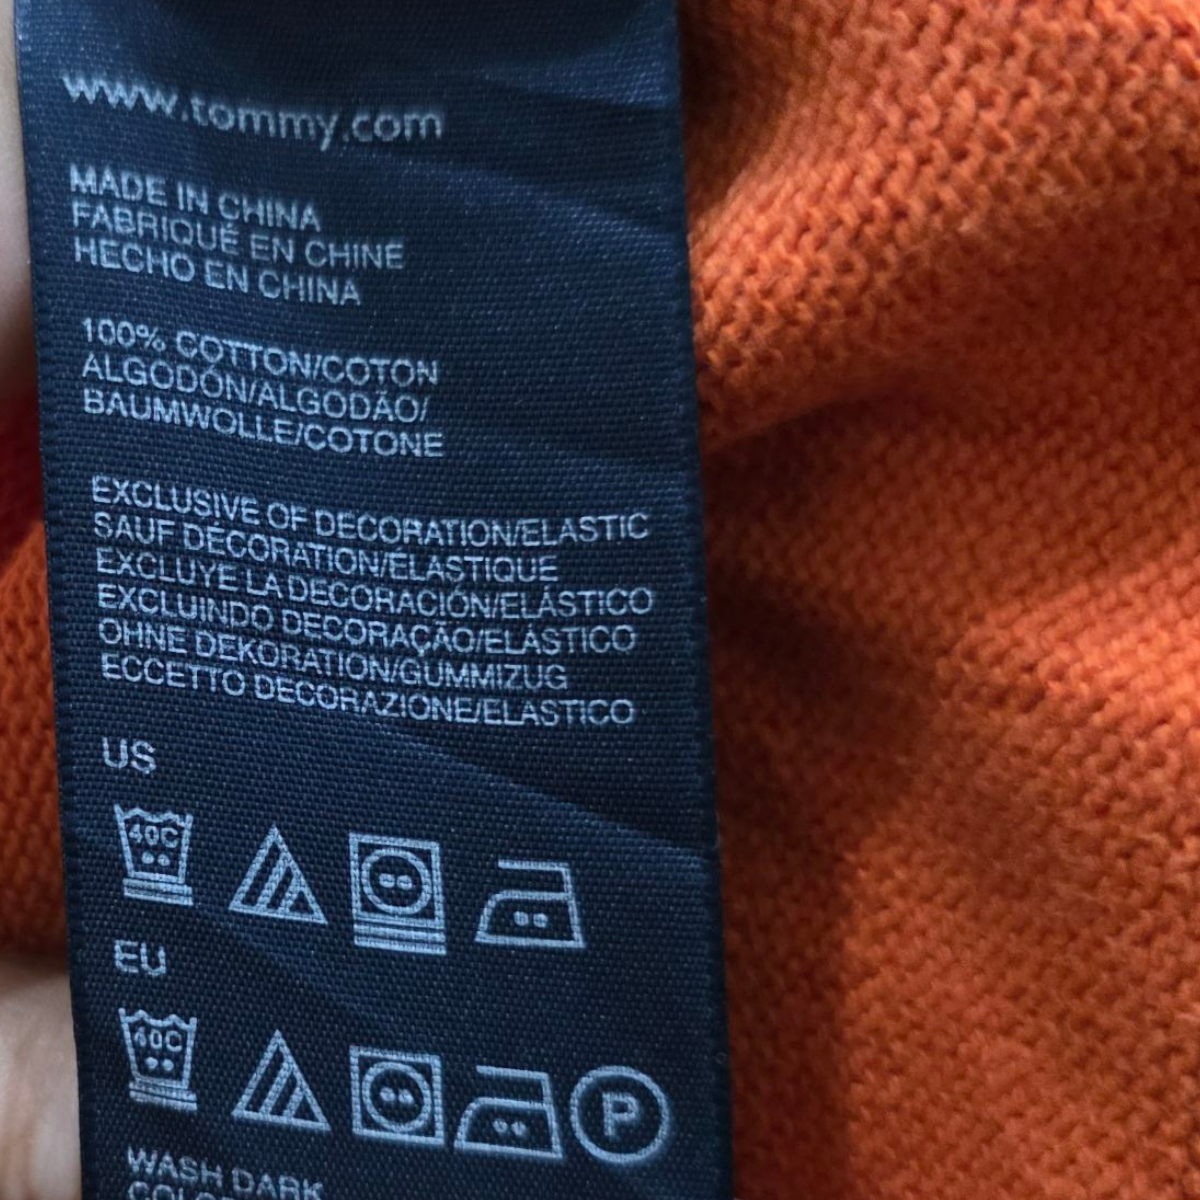 www.tommy.com
MADE IN CHINA
FABRIQUÉ EN CHINE
HECHO EN CHINA
100% COTTON/COTON
ALGODÓN/ALGODÃO/
BAUMWOLLE/COTONE
EXCLUSIVE OF DECORATION/ELASTIC
SAUF DÉCORATION/ÉLASTIQUE
EXCLUYE LA DECORACIÓN/ELÁSTICO
EXCLUINDO DECORAÇÃO/ELÁSTICO
OHNE DEKORATION/GUMMIZUG
ECCETTO DECORAZIONE/ELASTICO
US
40C
EU
40C
P
WASH DARK